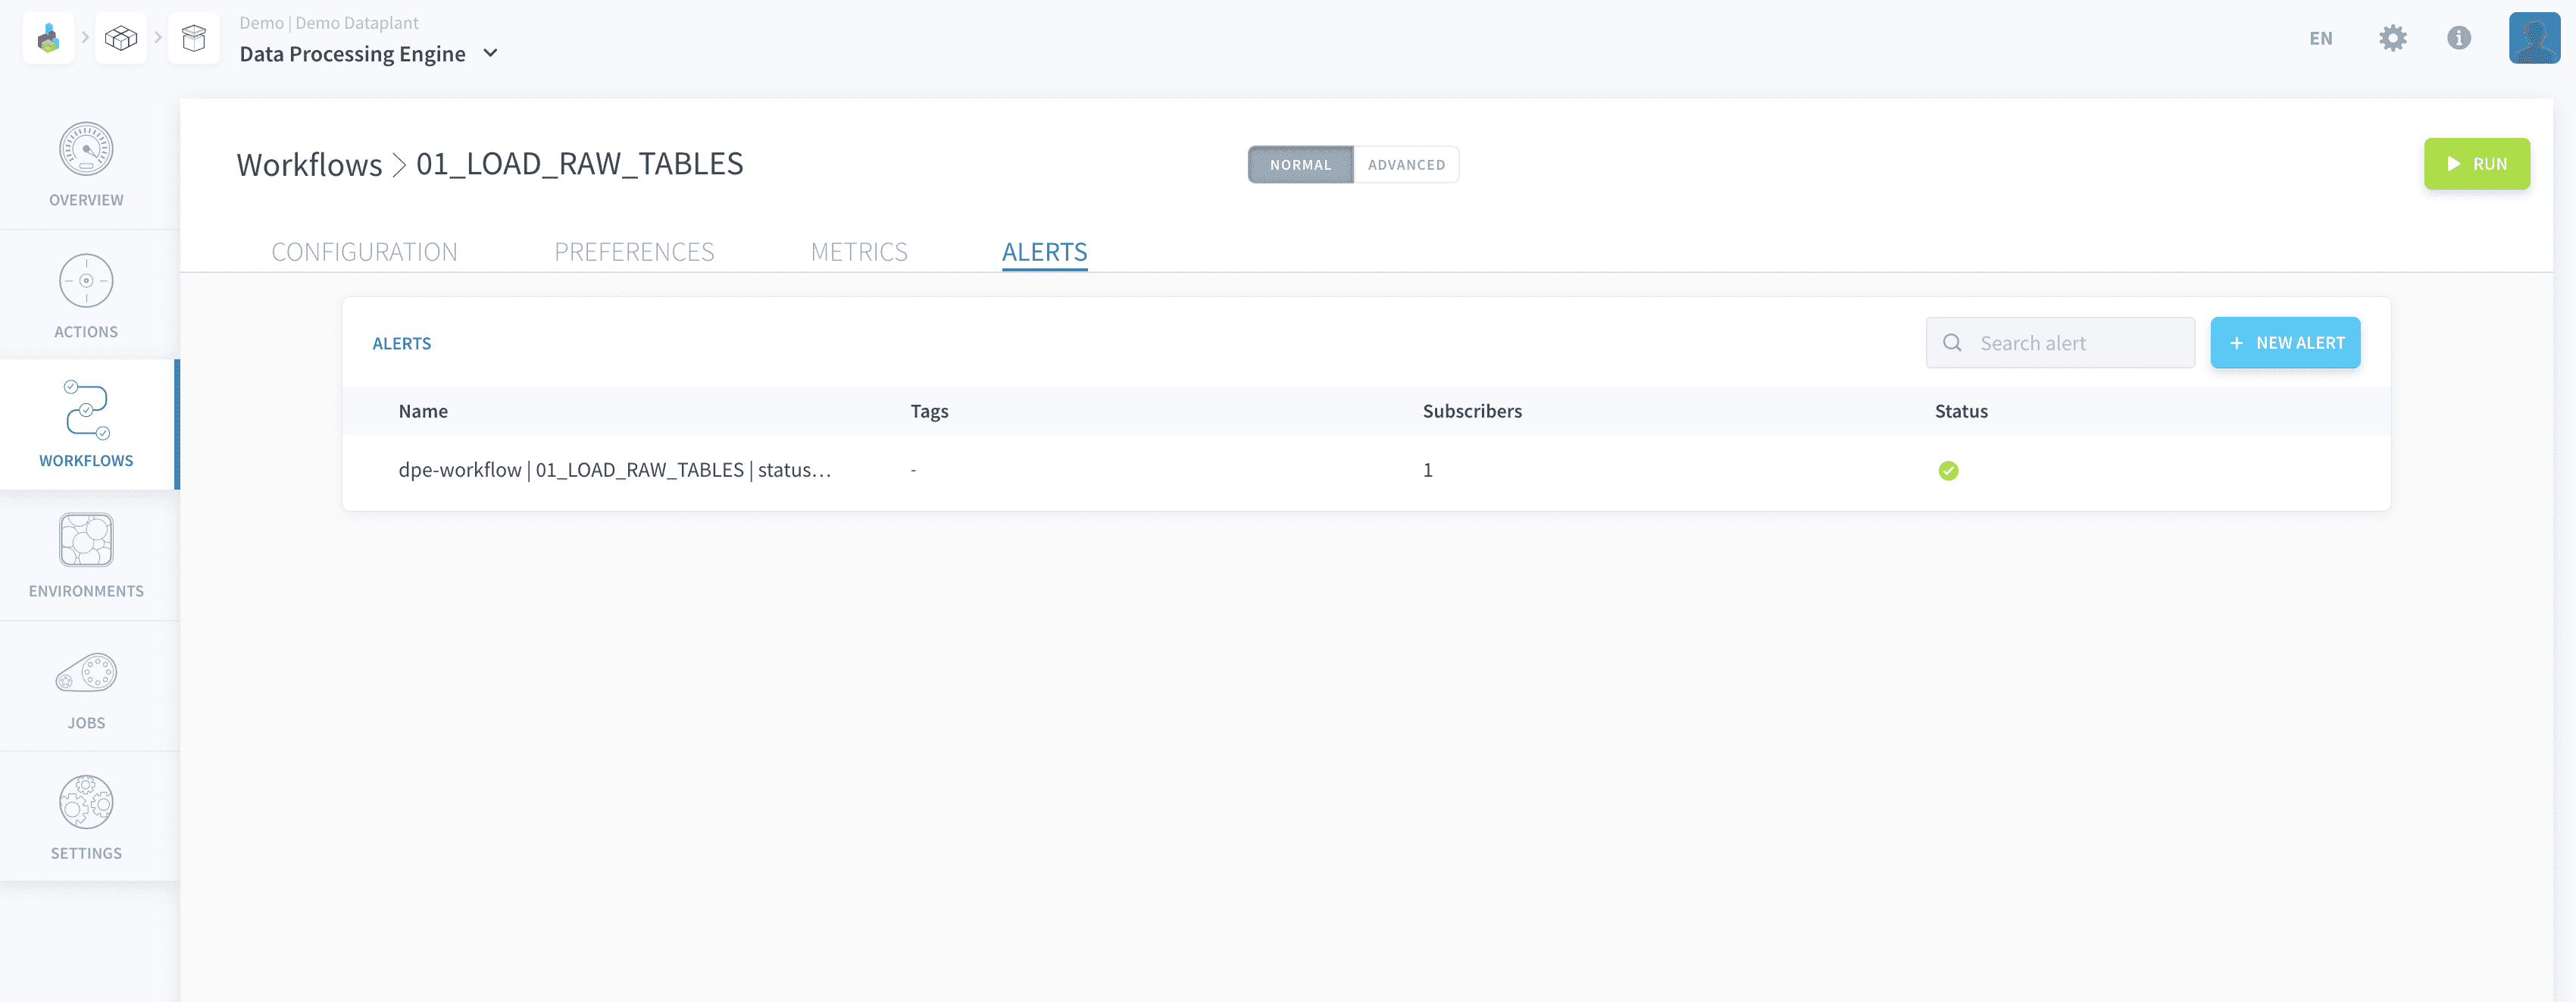 Demo | Demo Dataplant
Data Processing Engine
EN
OVERVIEW
ACTIONS
WORKFLOWS
ENVIRONMENTS
JOBS
SETTINGS
Workflows > 01_LOAD_RAW_TABLES
NORMAL ADVANCED
RUN
CONFIGURATION PREFERENCES METRICS ALERTS
ALERTS
Search alert
+ NEW ALERT
Name Tags Subscribers Status
dpe-workflow | 01_LOAD_RAW_TABLES | status... - 1